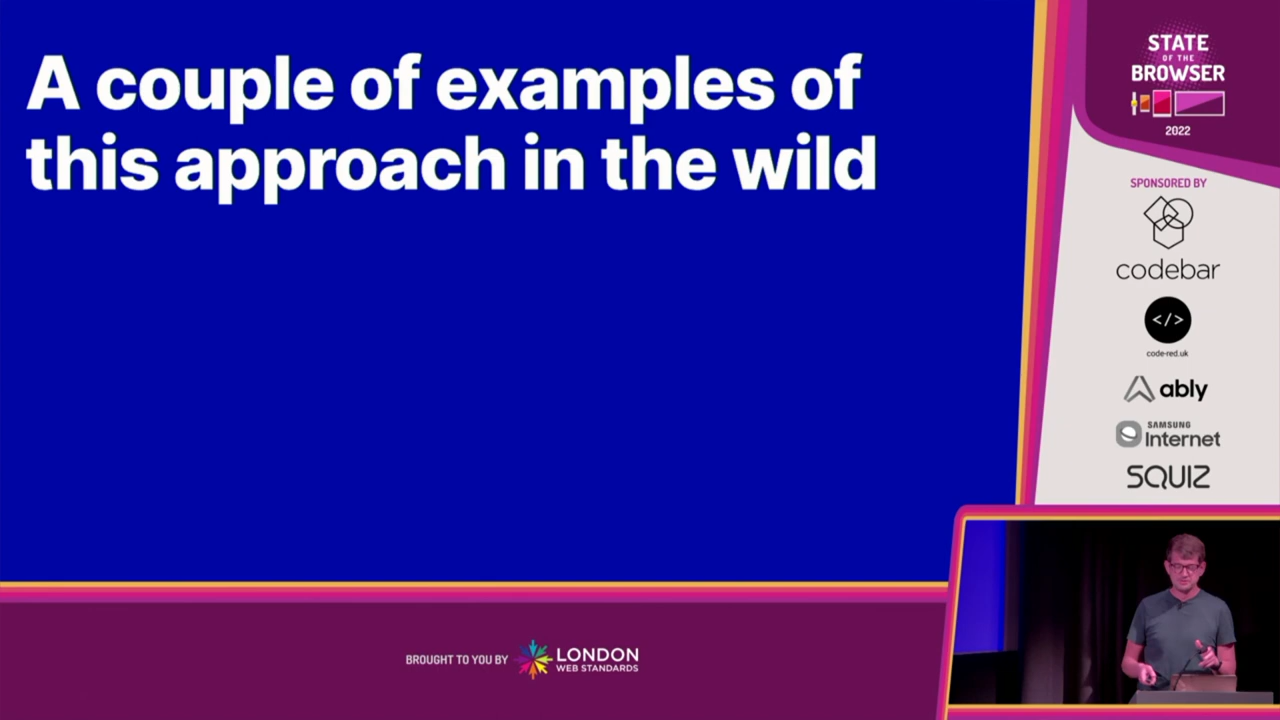 A couple of examples of
this approach in the wild
STATE
OF THE
BROWSER
2022
SPONSORED BY
codebar
</>
code-red.uk
ably
SAMSUNG
Internet
SQUIZ
BROUGHT TO YOU BY
LONDON
WEB STANDARDS